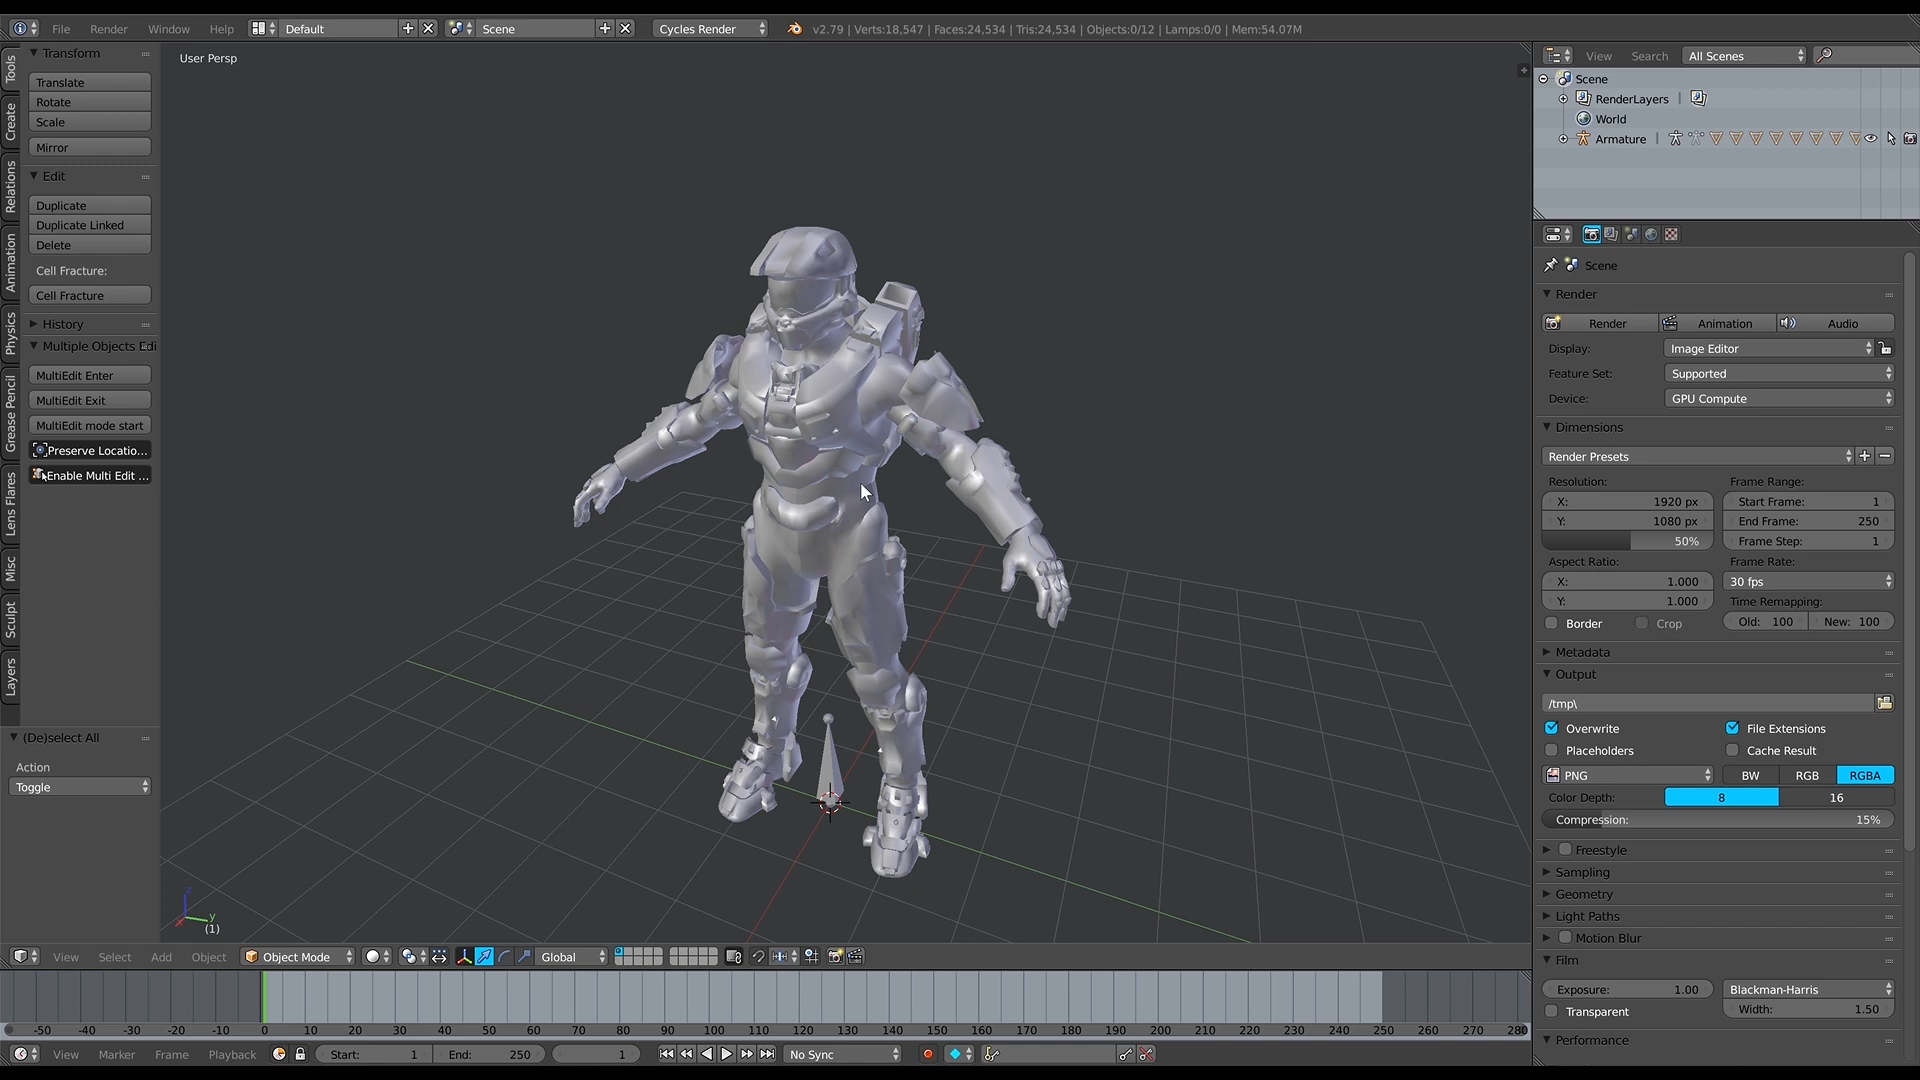 File Render Window Help Default Scene Cycles Render v2.79 | Verts:18,547 | Faces:24,534 | Tris:24,534 | Objects:0/12 | Lamps:0/0 | Mem:54.07M
Tools
Create
Relations
Animation
Physics
Grease Pencil
Lens Flares
Misc
Sculpt
Layers
Transform
Translate
Rotate
Scale
Mirror
Edit
Duplicate
Duplicate Linked
Delete
Cell Fracture:
Cell Fracture
History
Multiple Objects Edi
MultiEdit Enter
MultiEdit Exit
MultiEdit mode start
Preserve Locatio...
Enable Multi Edit ...
(De)select All
Action
Toggle
User Persp
z
y
(1)
View Select Add Object Object Mode Global
-50 -40 -30 -20 -10 0 10 20 30 40 50 60 70 80 90 100 110 120 130 140 150 160 170 180 190 200 210 220 230 240 250 260 270 280
View Marker Frame Playback Start: 1 End: 250 1 No Sync
View Search All Scenes
Scene
RenderLayers |
World
Armature |
Scene
Render
Render Animation Audio
Display: Image Editor
Feature Set: Supported
Device: GPU Compute
Dimensions
Render Presets
Resolution: Frame Range:
X: 1920 px Start Frame: 1
Y: 1080 px End Frame: 250
50% Frame Step: 1
Aspect Ratio: Frame Rate:
X: 1.000 30 fps
Y: 1.000 Time Remapping:
Border Crop Old: 100 New: 100
Metadata
Output
/tmp\
Overwrite File Extensions
Placeholders Cache Result
PNG BW RGB RGBA
Color Depth: 8 16
Compression: 15%
Freestyle
Sampling
Geometry
Light Paths
Motion Blur
Film
Exposure: 1.00 Blackman-Harris
Transparent Width: 1.50
Performance